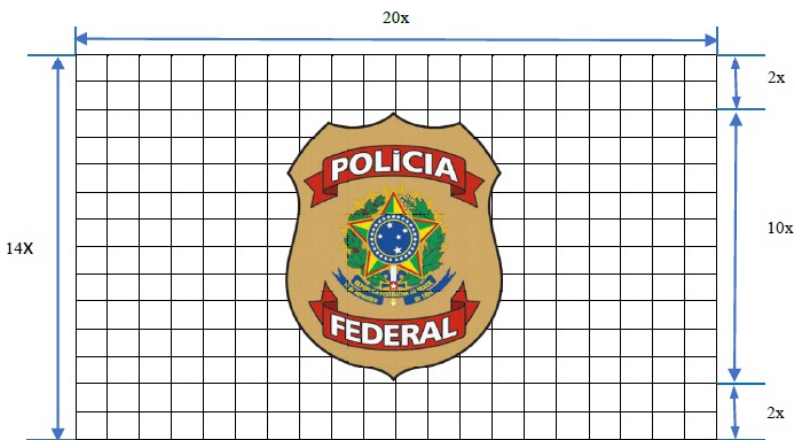 20x
2x
POLíCIA
10x
14X
FEDERAL
2x